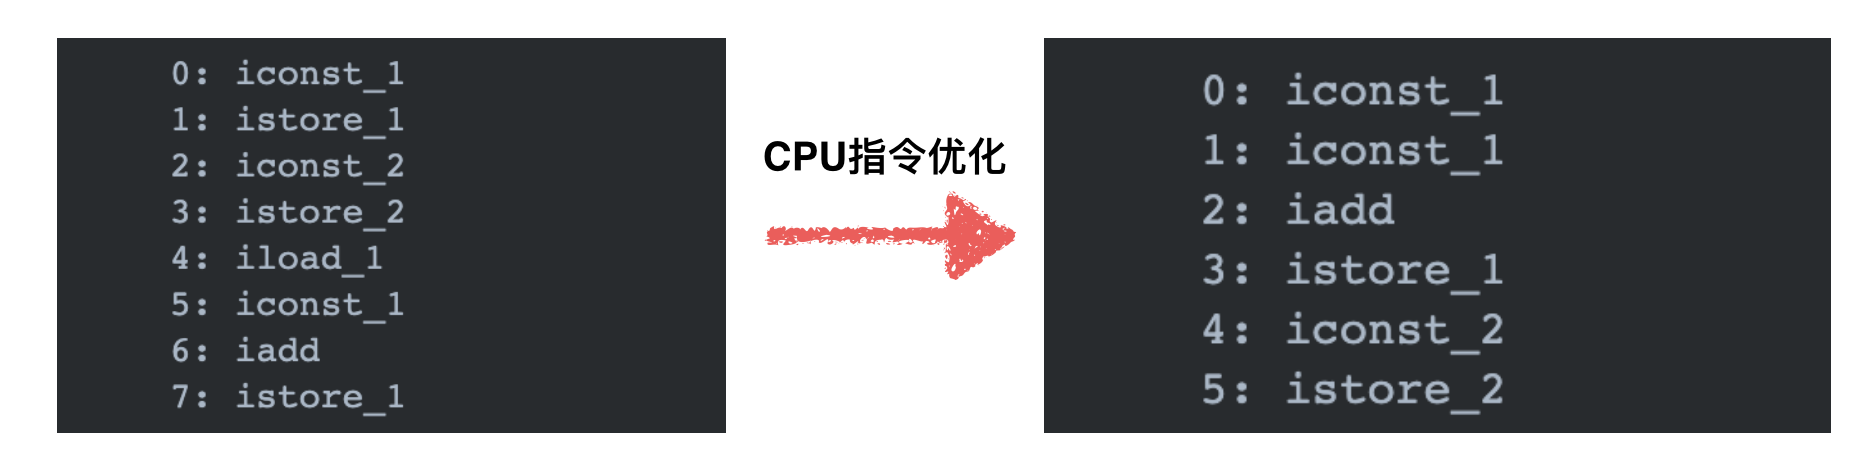 0: iconst_1
1: istore_1
2: iconst_2
3: istore_2
4: iload_1
5: iconst_1
6: iadd
7: istore_1
CPU指令优化
0: iconst_1
1: iconst_1
2: iadd
3: istore_1
4: iconst_2
5: istore_2